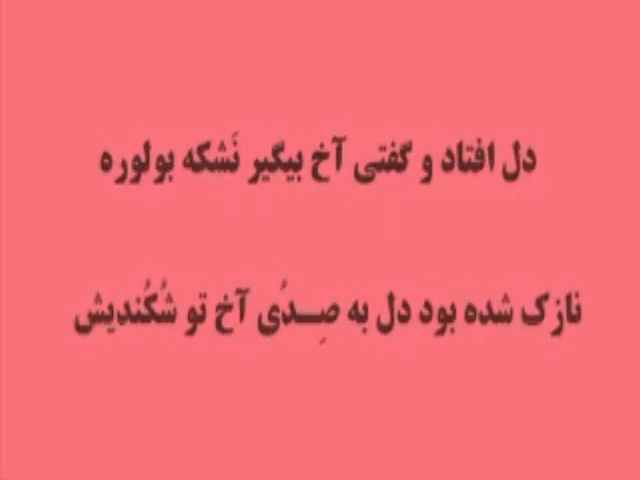 دل افتاد و گفتی آخ بیگیر نَشکه بولوره
نازک شده بود دل به صِـدُی آخ تو شُکُندیش